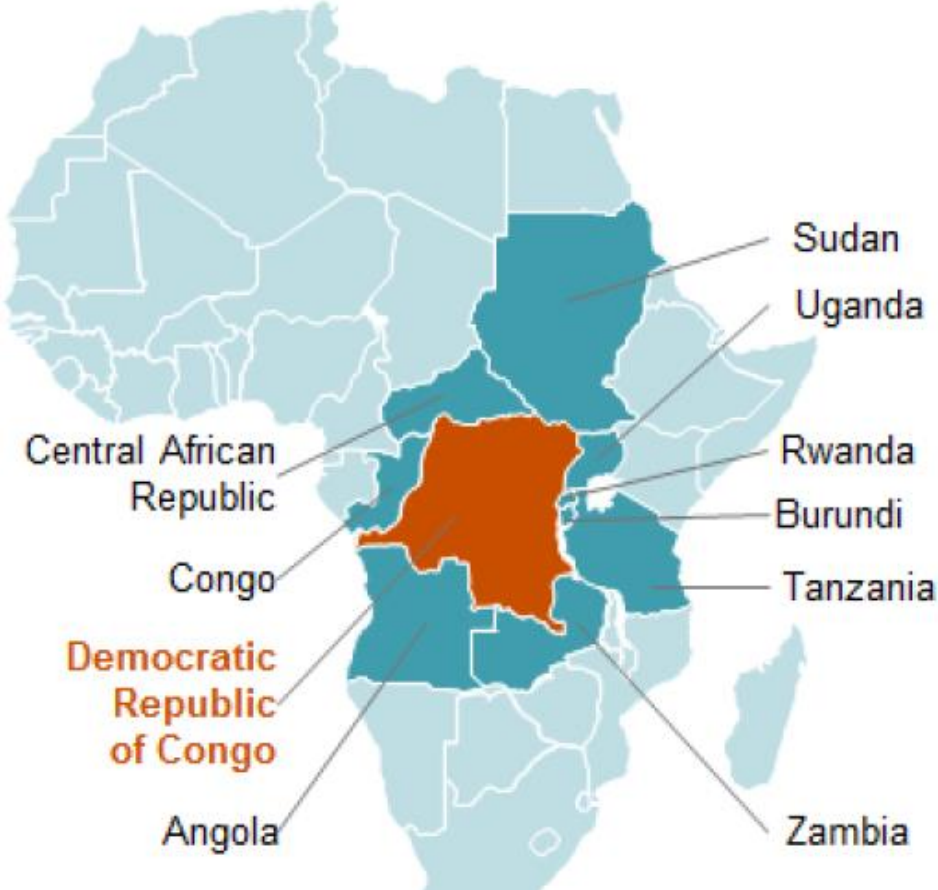 Sudan
Uganda
Central African
Republic
Rwanda
Burundi
Congo
Tanzania
Democratic
Republic
of Congo
Angola
Zambia